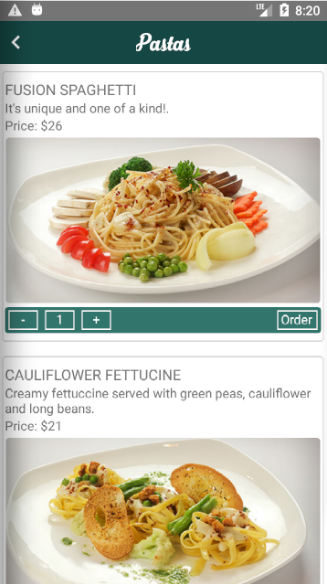 LTE 8:20
Pastas
FUSION SPAGHETTI
It's unique and one of a kind!.
Price: $26
- 1 + Order
CAULIFLOWER FETTUCINE
Creamy fettuccine served with green peas, cauliflower
and long beans.
Price: $21